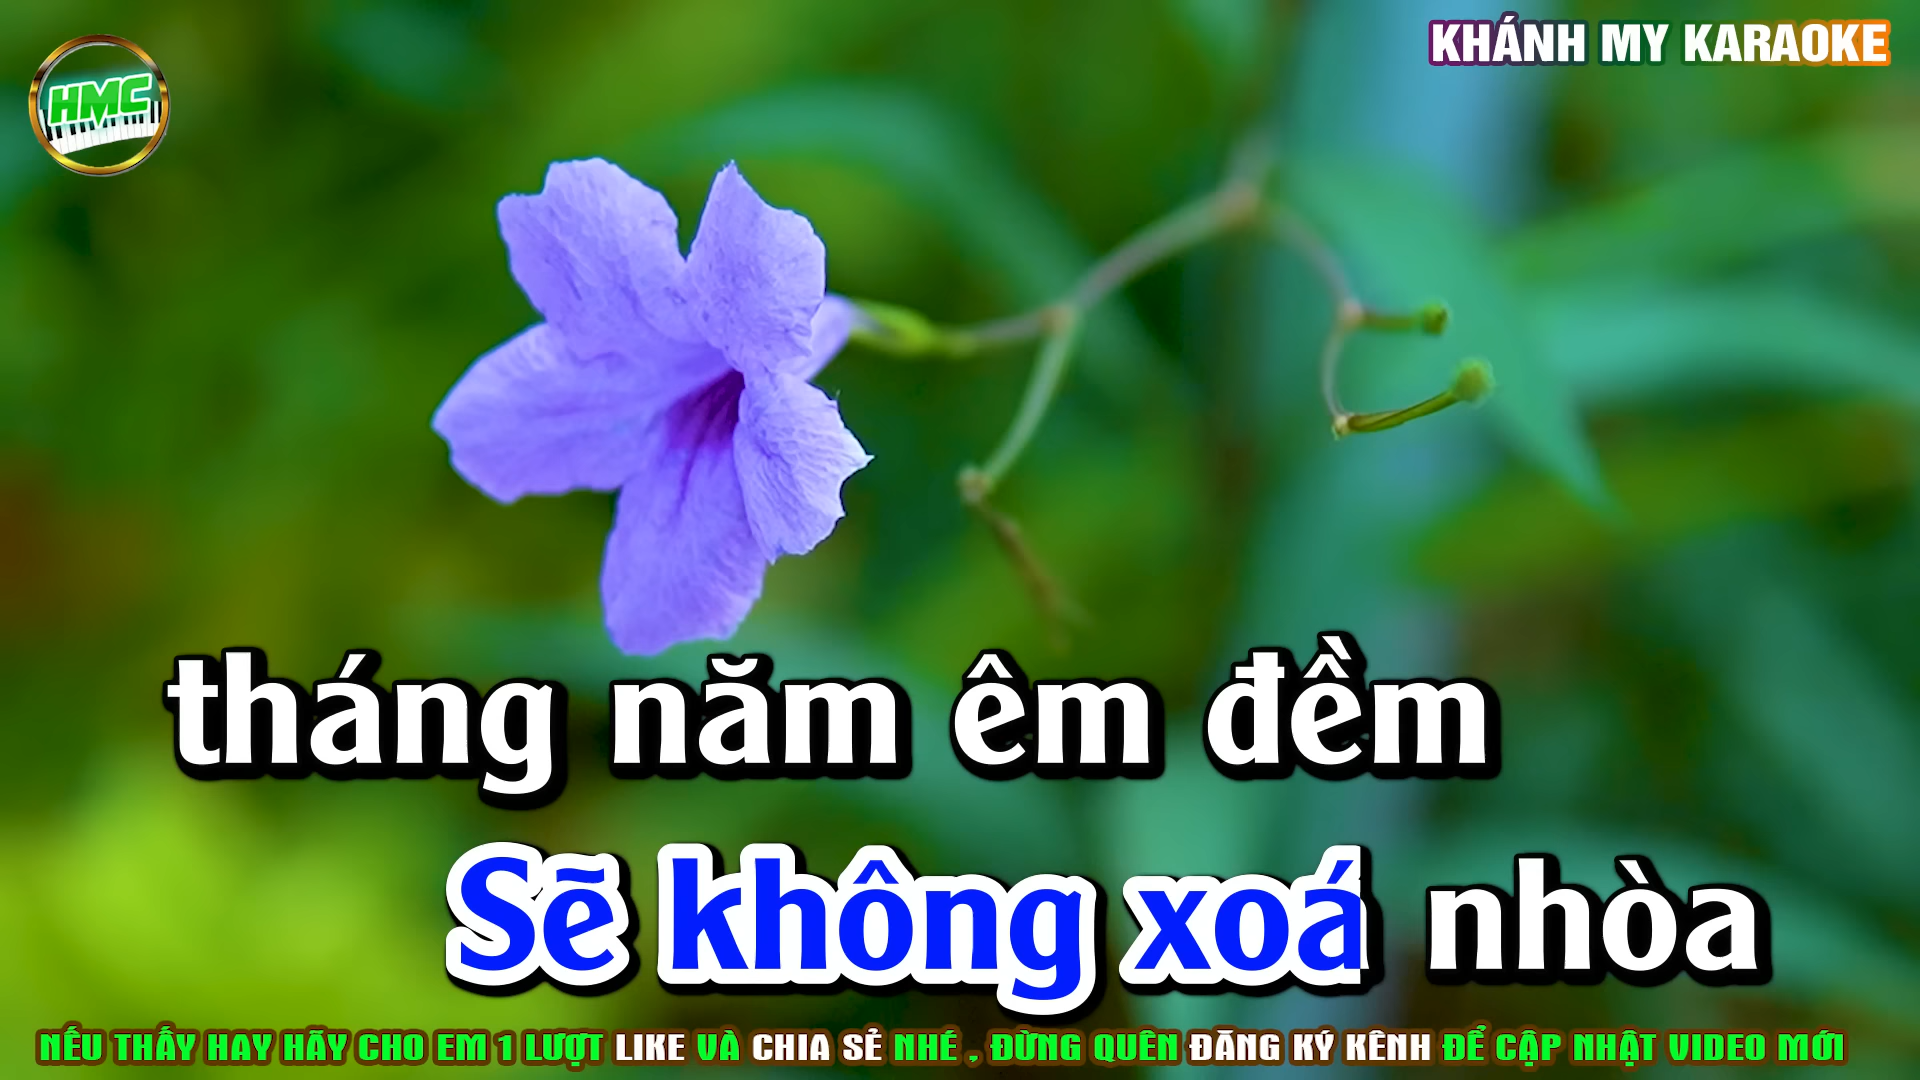 KHÁNH MY KARAOKE
HMC
tháng năm êm đềm
Sẽ không xoá nhòa
NẾU THẤY HAY HÃY CHO EM 1 LƯỢT LIKE VÀ CHIA SẺ NHÉ , ĐỪNG QUÊN ĐĂNG KÝ KÊNH ĐỂ CẬP NHẬT VIDEO MỚI